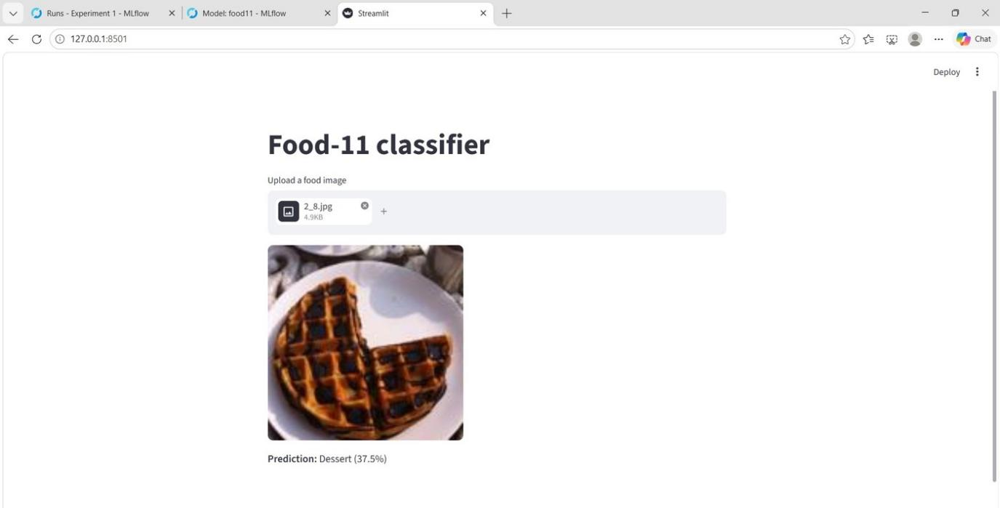 Runs - Experiment 1 - MLflow
Model: food11 - MLflow
Streamlit
127.0.0.1:8501
Chat
Deploy
Food-11 classifier
Upload a food image
2_8.jpg
4.9KB
Prediction: Dessert (37.5%)